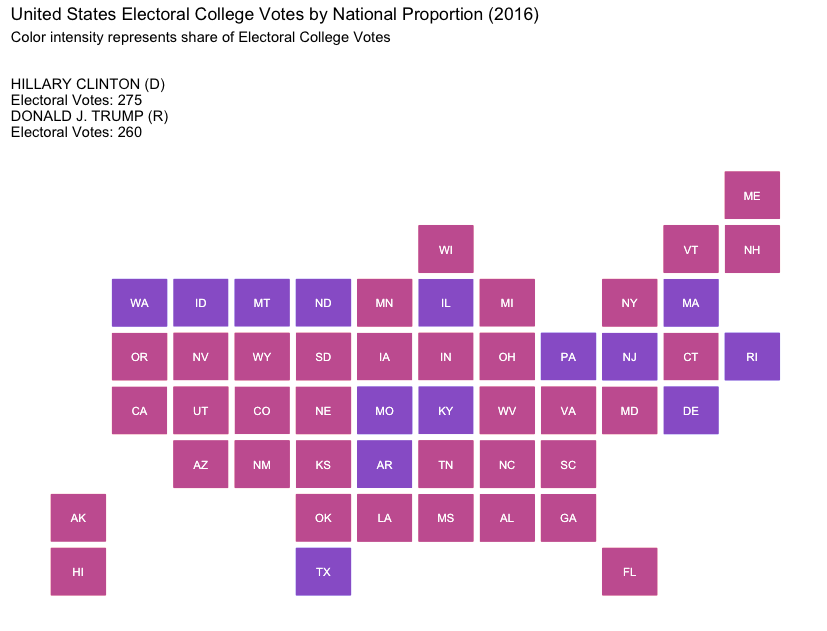 United States Electoral College Votes by National Proportion (2016)
Color intensity represents share of Electoral College Votes
HILLARY CLINTON (D)
Electoral Votes: 275
DONALD J. TRUMP (R)
Electoral Votes: 260
ME
WI VT NH
WA ID MT ND MN IL MI NY MA
OR NV WY SD IA IN OH PA NJ CT RI
CA UT CO NE MO KY WV VA MD DE
AZ NM KS AR TN NC SC
AK OK LA MS AL GA
HI TX FL